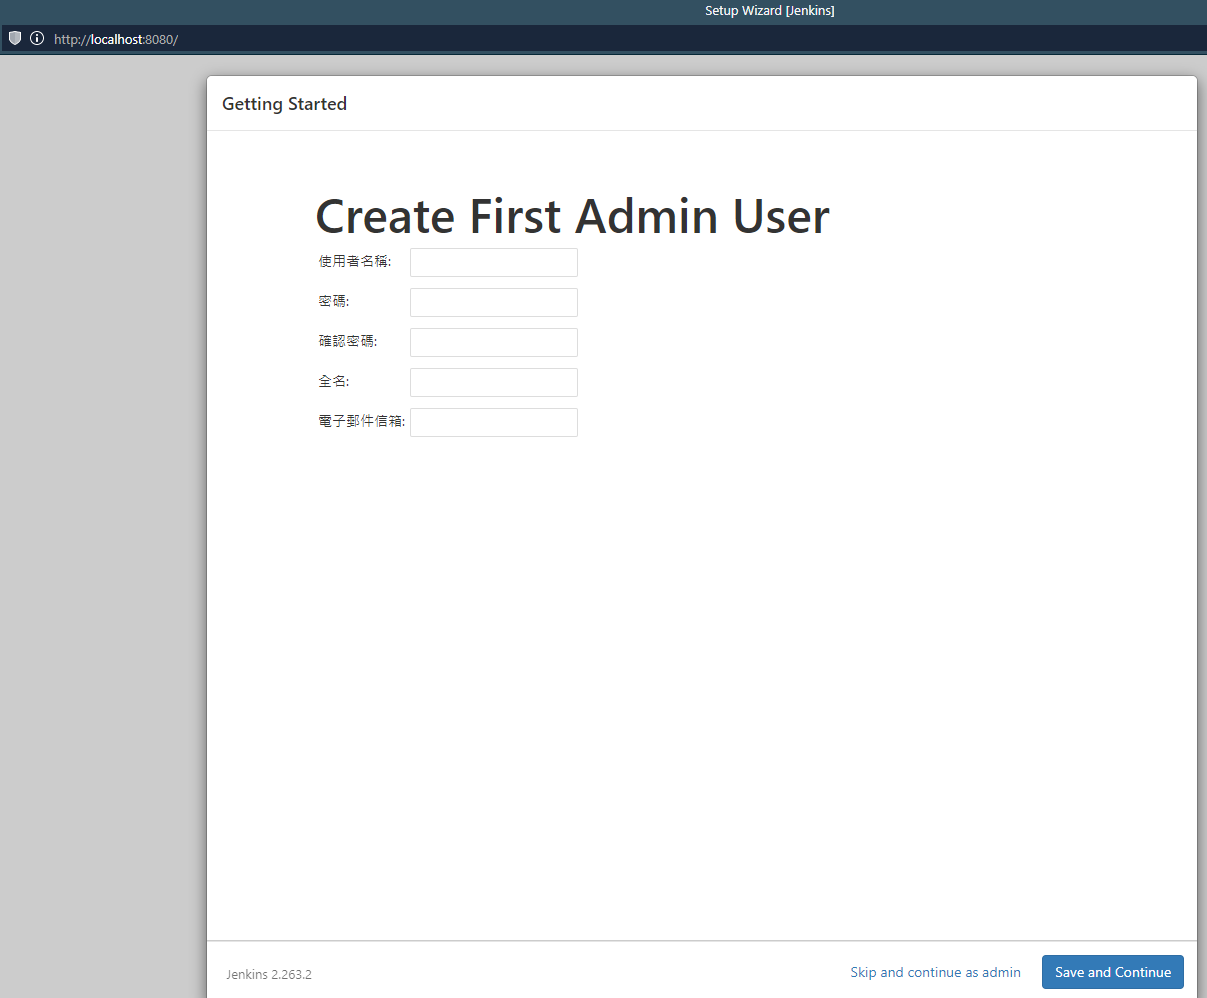 Setup Wizard [Jenkins]
http://localhost:8080/
Getting Started
Create First Admin User
使用者名稱:
密碼:
確認密碼:
全名:
電子郵件信箱:
Jenkins 2.263.2
Skip and continue as admin
Save and Continue